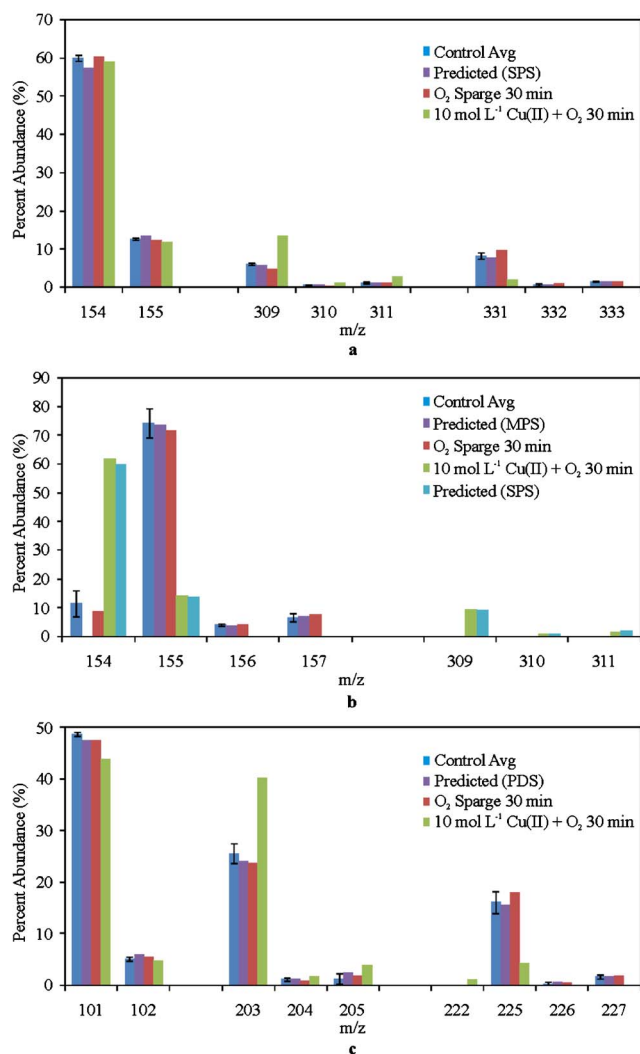 70
60
50
40
30
20
10
0
Percent Abundance (%)
Control Avg
Predicted (SPS)
O₂ Sparge 30 min
10 mol L⁻¹ Cu(II) + O₂ 30 min
154 155 309 310 311 331 332 333
m/z
a
90
80
70
60
50
40
30
20
10
0
Percent Abundance (%)
Control Avg
Predicted (MPS)
O₂ Sparge 30 min
10 mol L⁻¹ Cu(II) + O₂ 30 min
Predicted (SPS)
154 155 156 157 309 310 311
m/z
b
50
40
30
20
10
0
Percent Abundance (%)
Control Avg
Predicted (PDS)
O₂ Sparge 30 min
10 mol L⁻¹ Cu(II) + O₂ 30 min
101 102 203 204 205 222 225 226 227
m/z
c